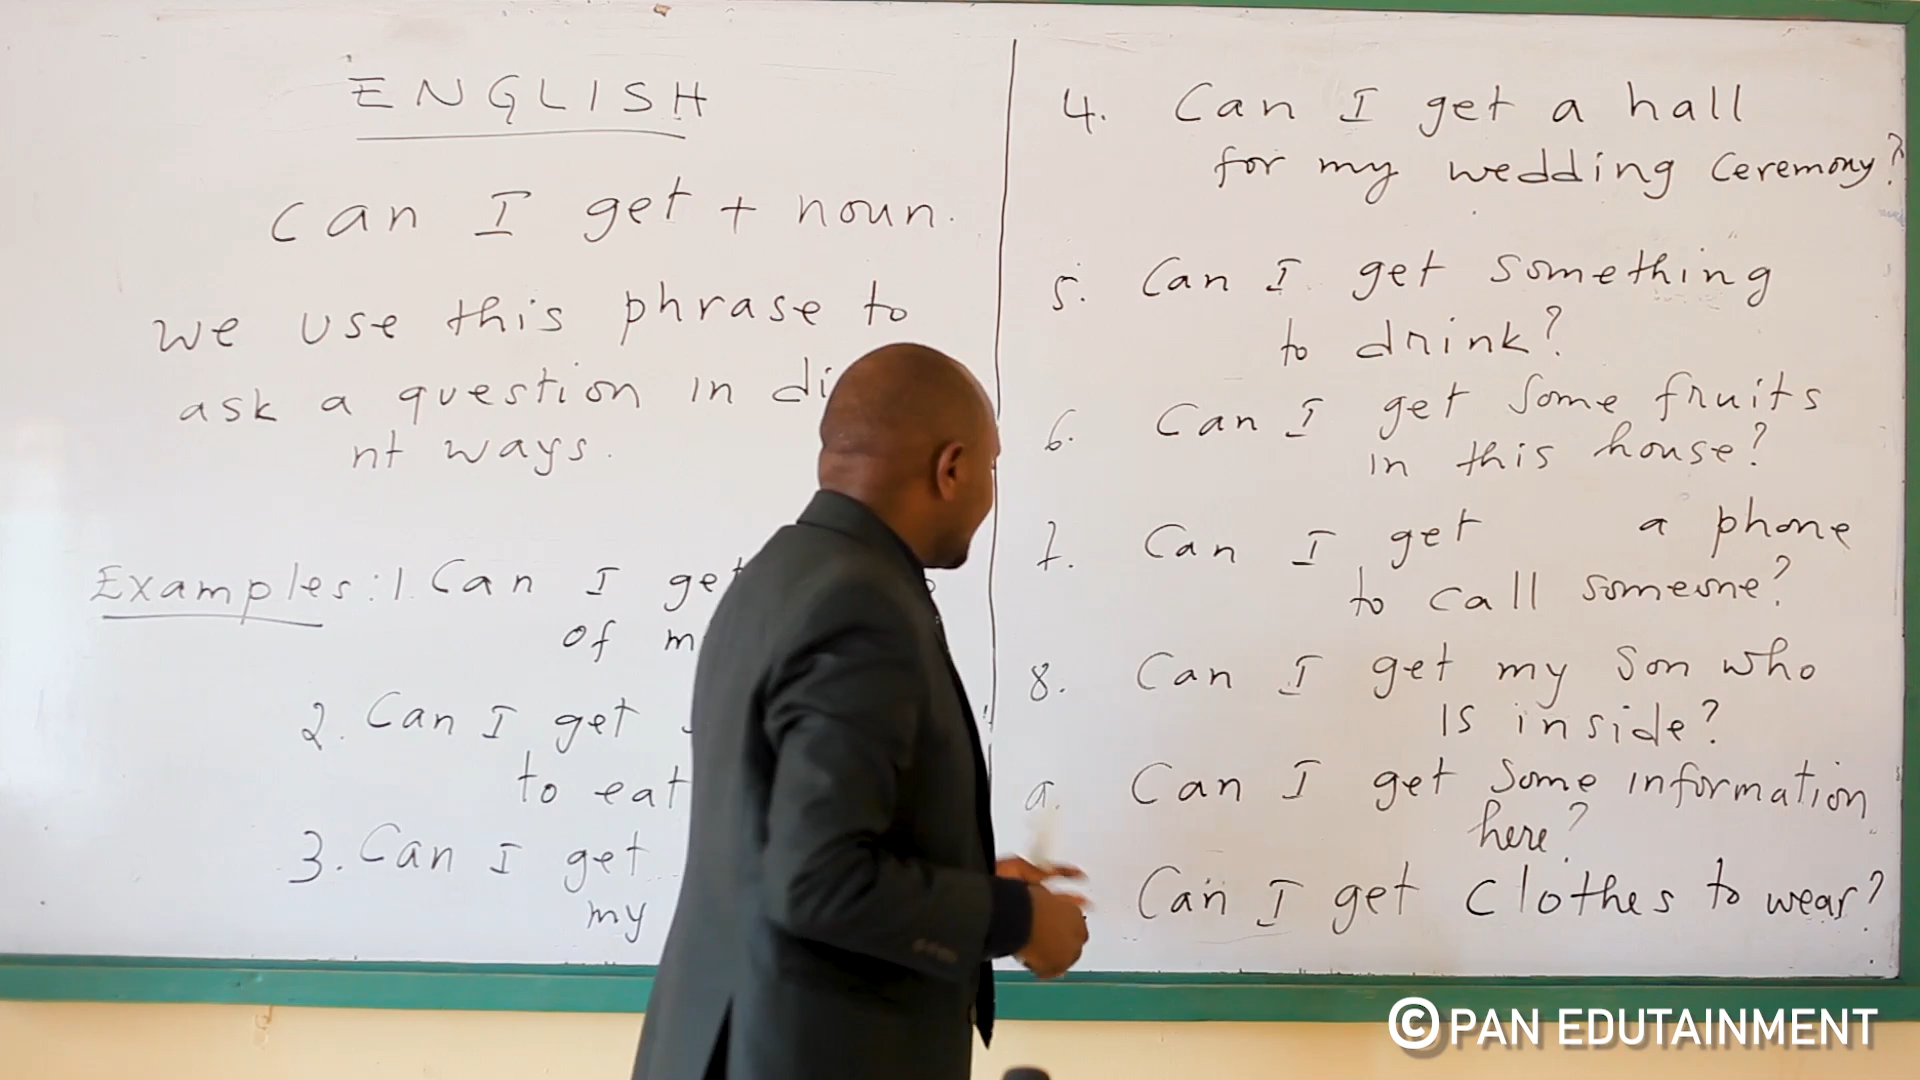 ENGLISH
Can I get + noun.
We use this phrase to
ask a question in di
nt ways.
Examples: 1. Can I get
of m
2. Can I get
to eat
3. Can I get
my
4. Can I get a hall
for my wedding ceremony?
5. Can I get something
to drink?
6. Can I get some fruits
in this house?
7. Can I get a phone
to call someone?
8. Can I get my son who
is inside?
9. Can I get some information
here?
Can I get clothes to wear?
© PAN EDUTAINMENT